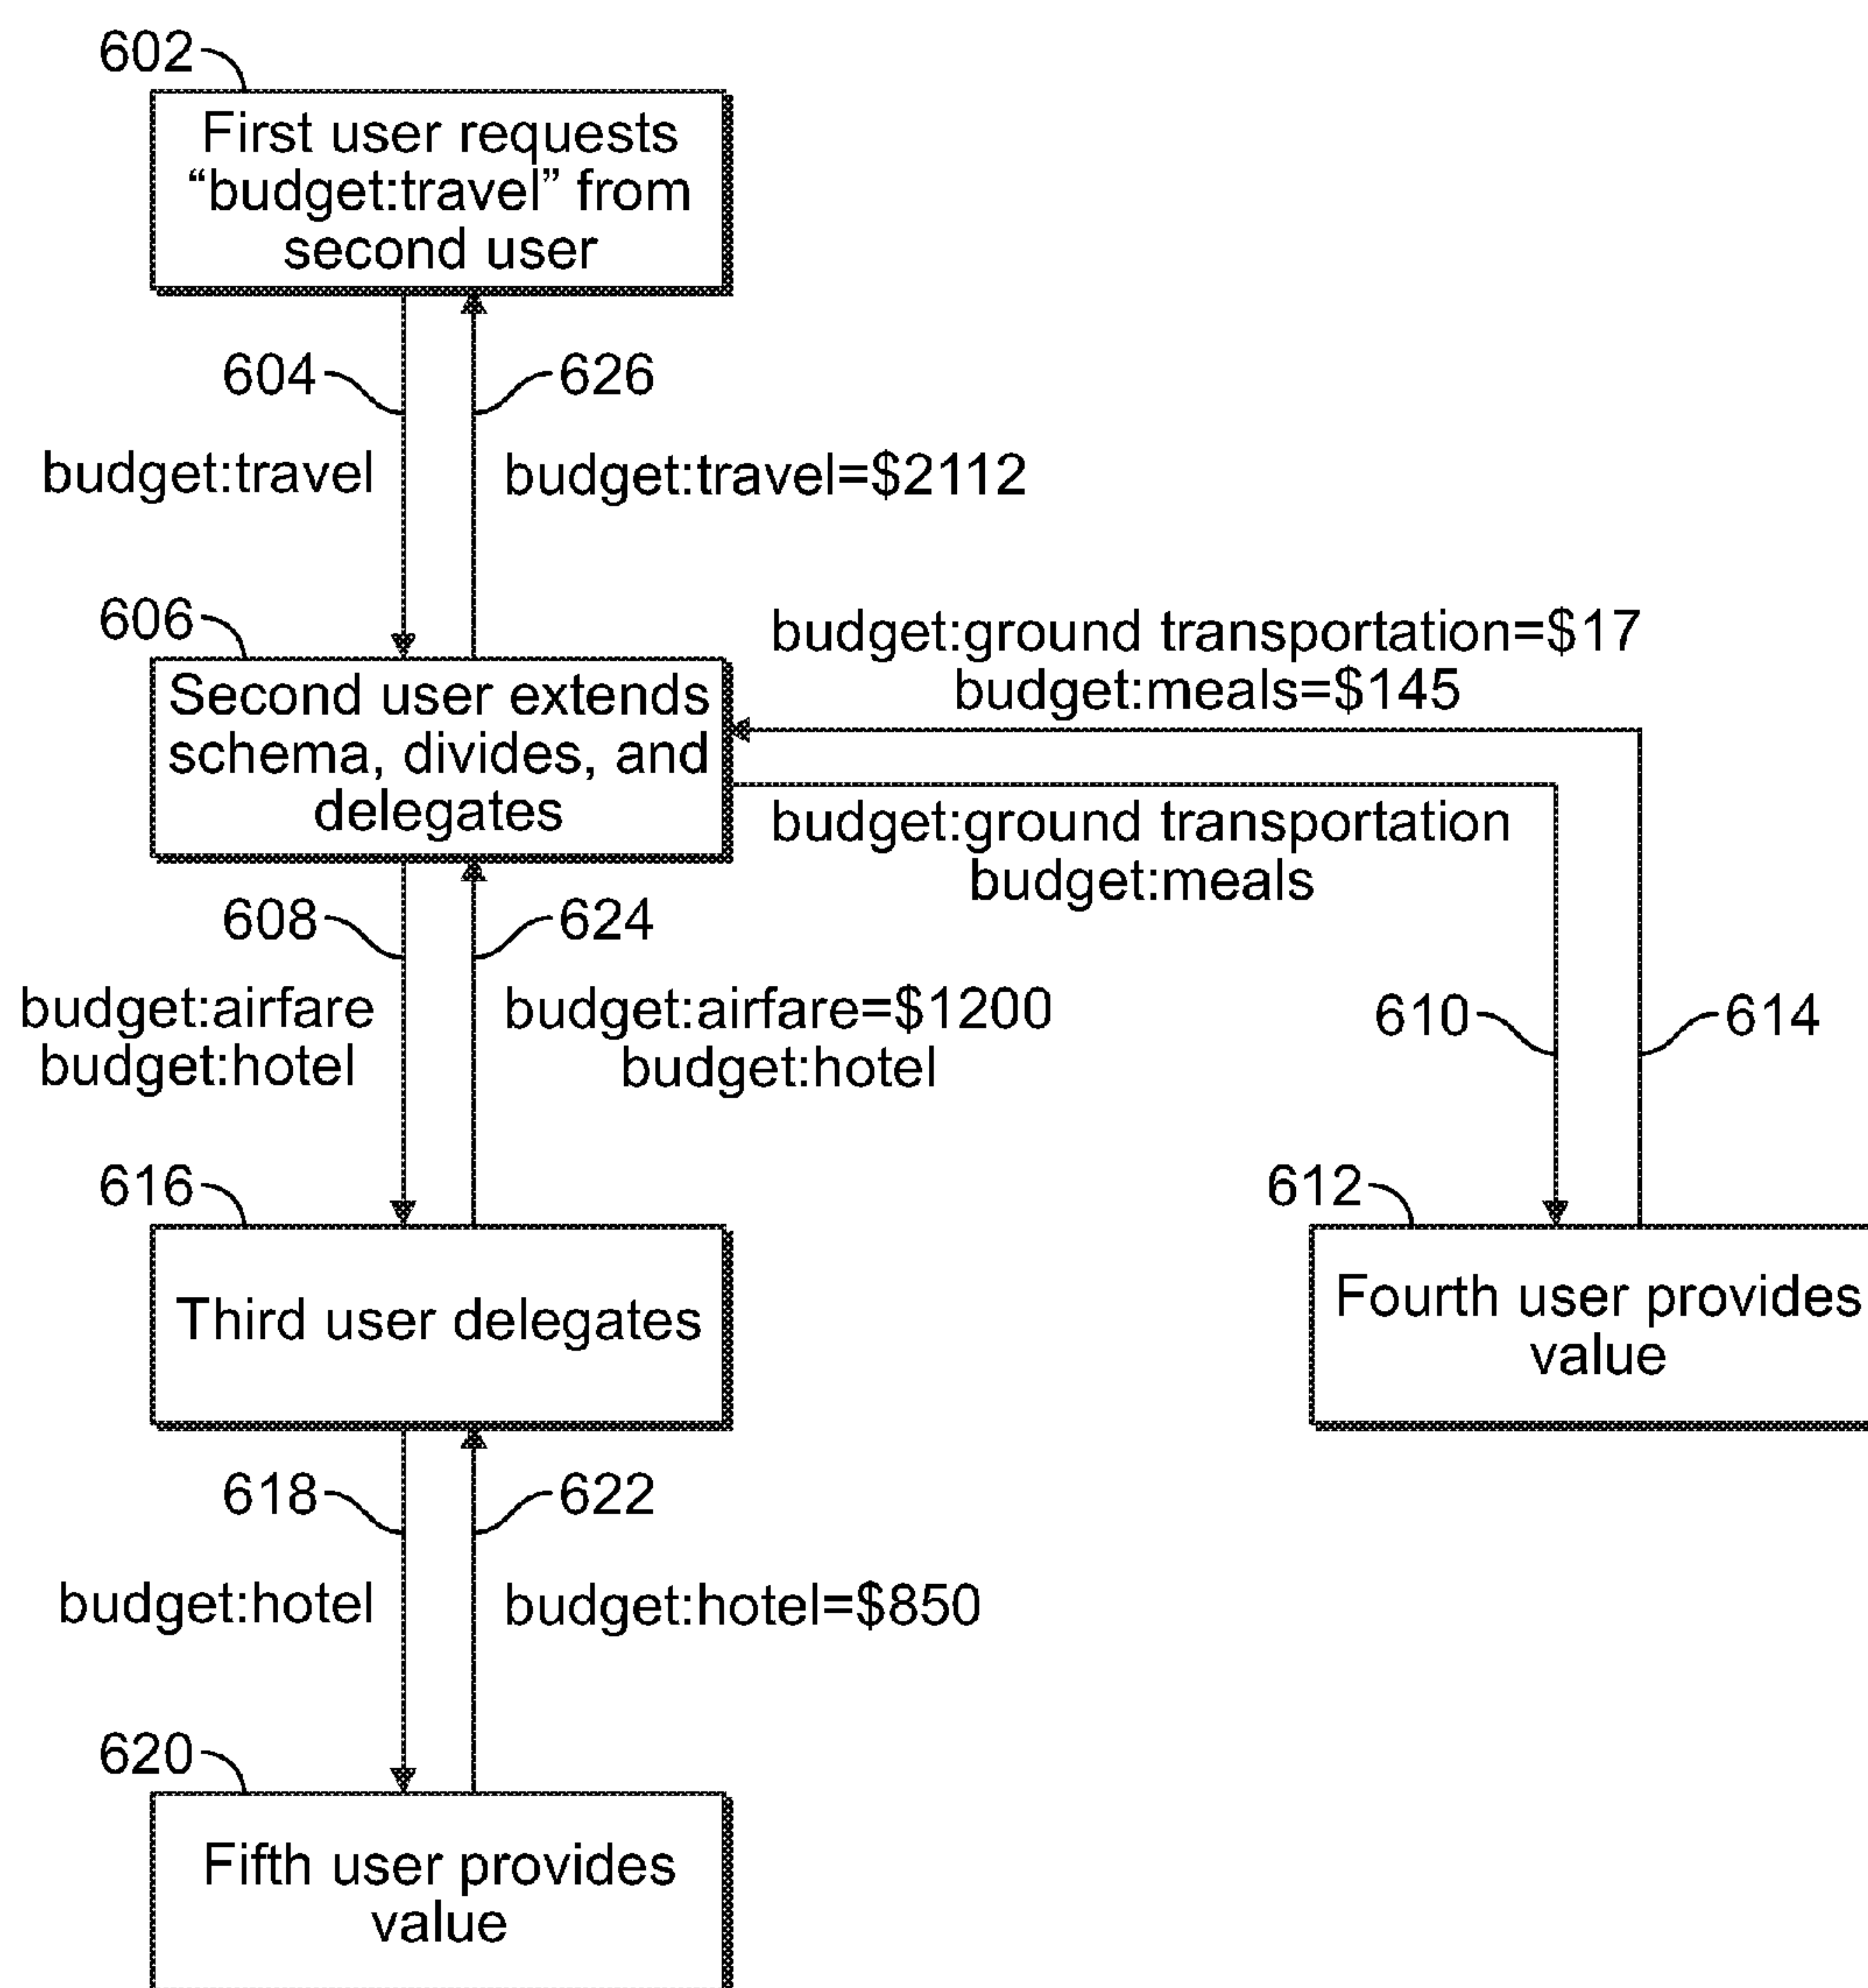 602
First user requests
“budget:travel” from
second user
604
626
budget:travel
budget:travel=$2112
606
Second user extends
schema, divides, and
delegates
budget:ground transportation=$17
budget:meals=$145
budget:ground transportation
budget:meals
608
624
budget:airfare
budget:hotel
budget:airfare=$1200
budget:hotel
610
614
616
Third user delegates
612
Fourth user provides
value
618
622
budget:hotel
budget:hotel=$850
620
Fifth user provides
value